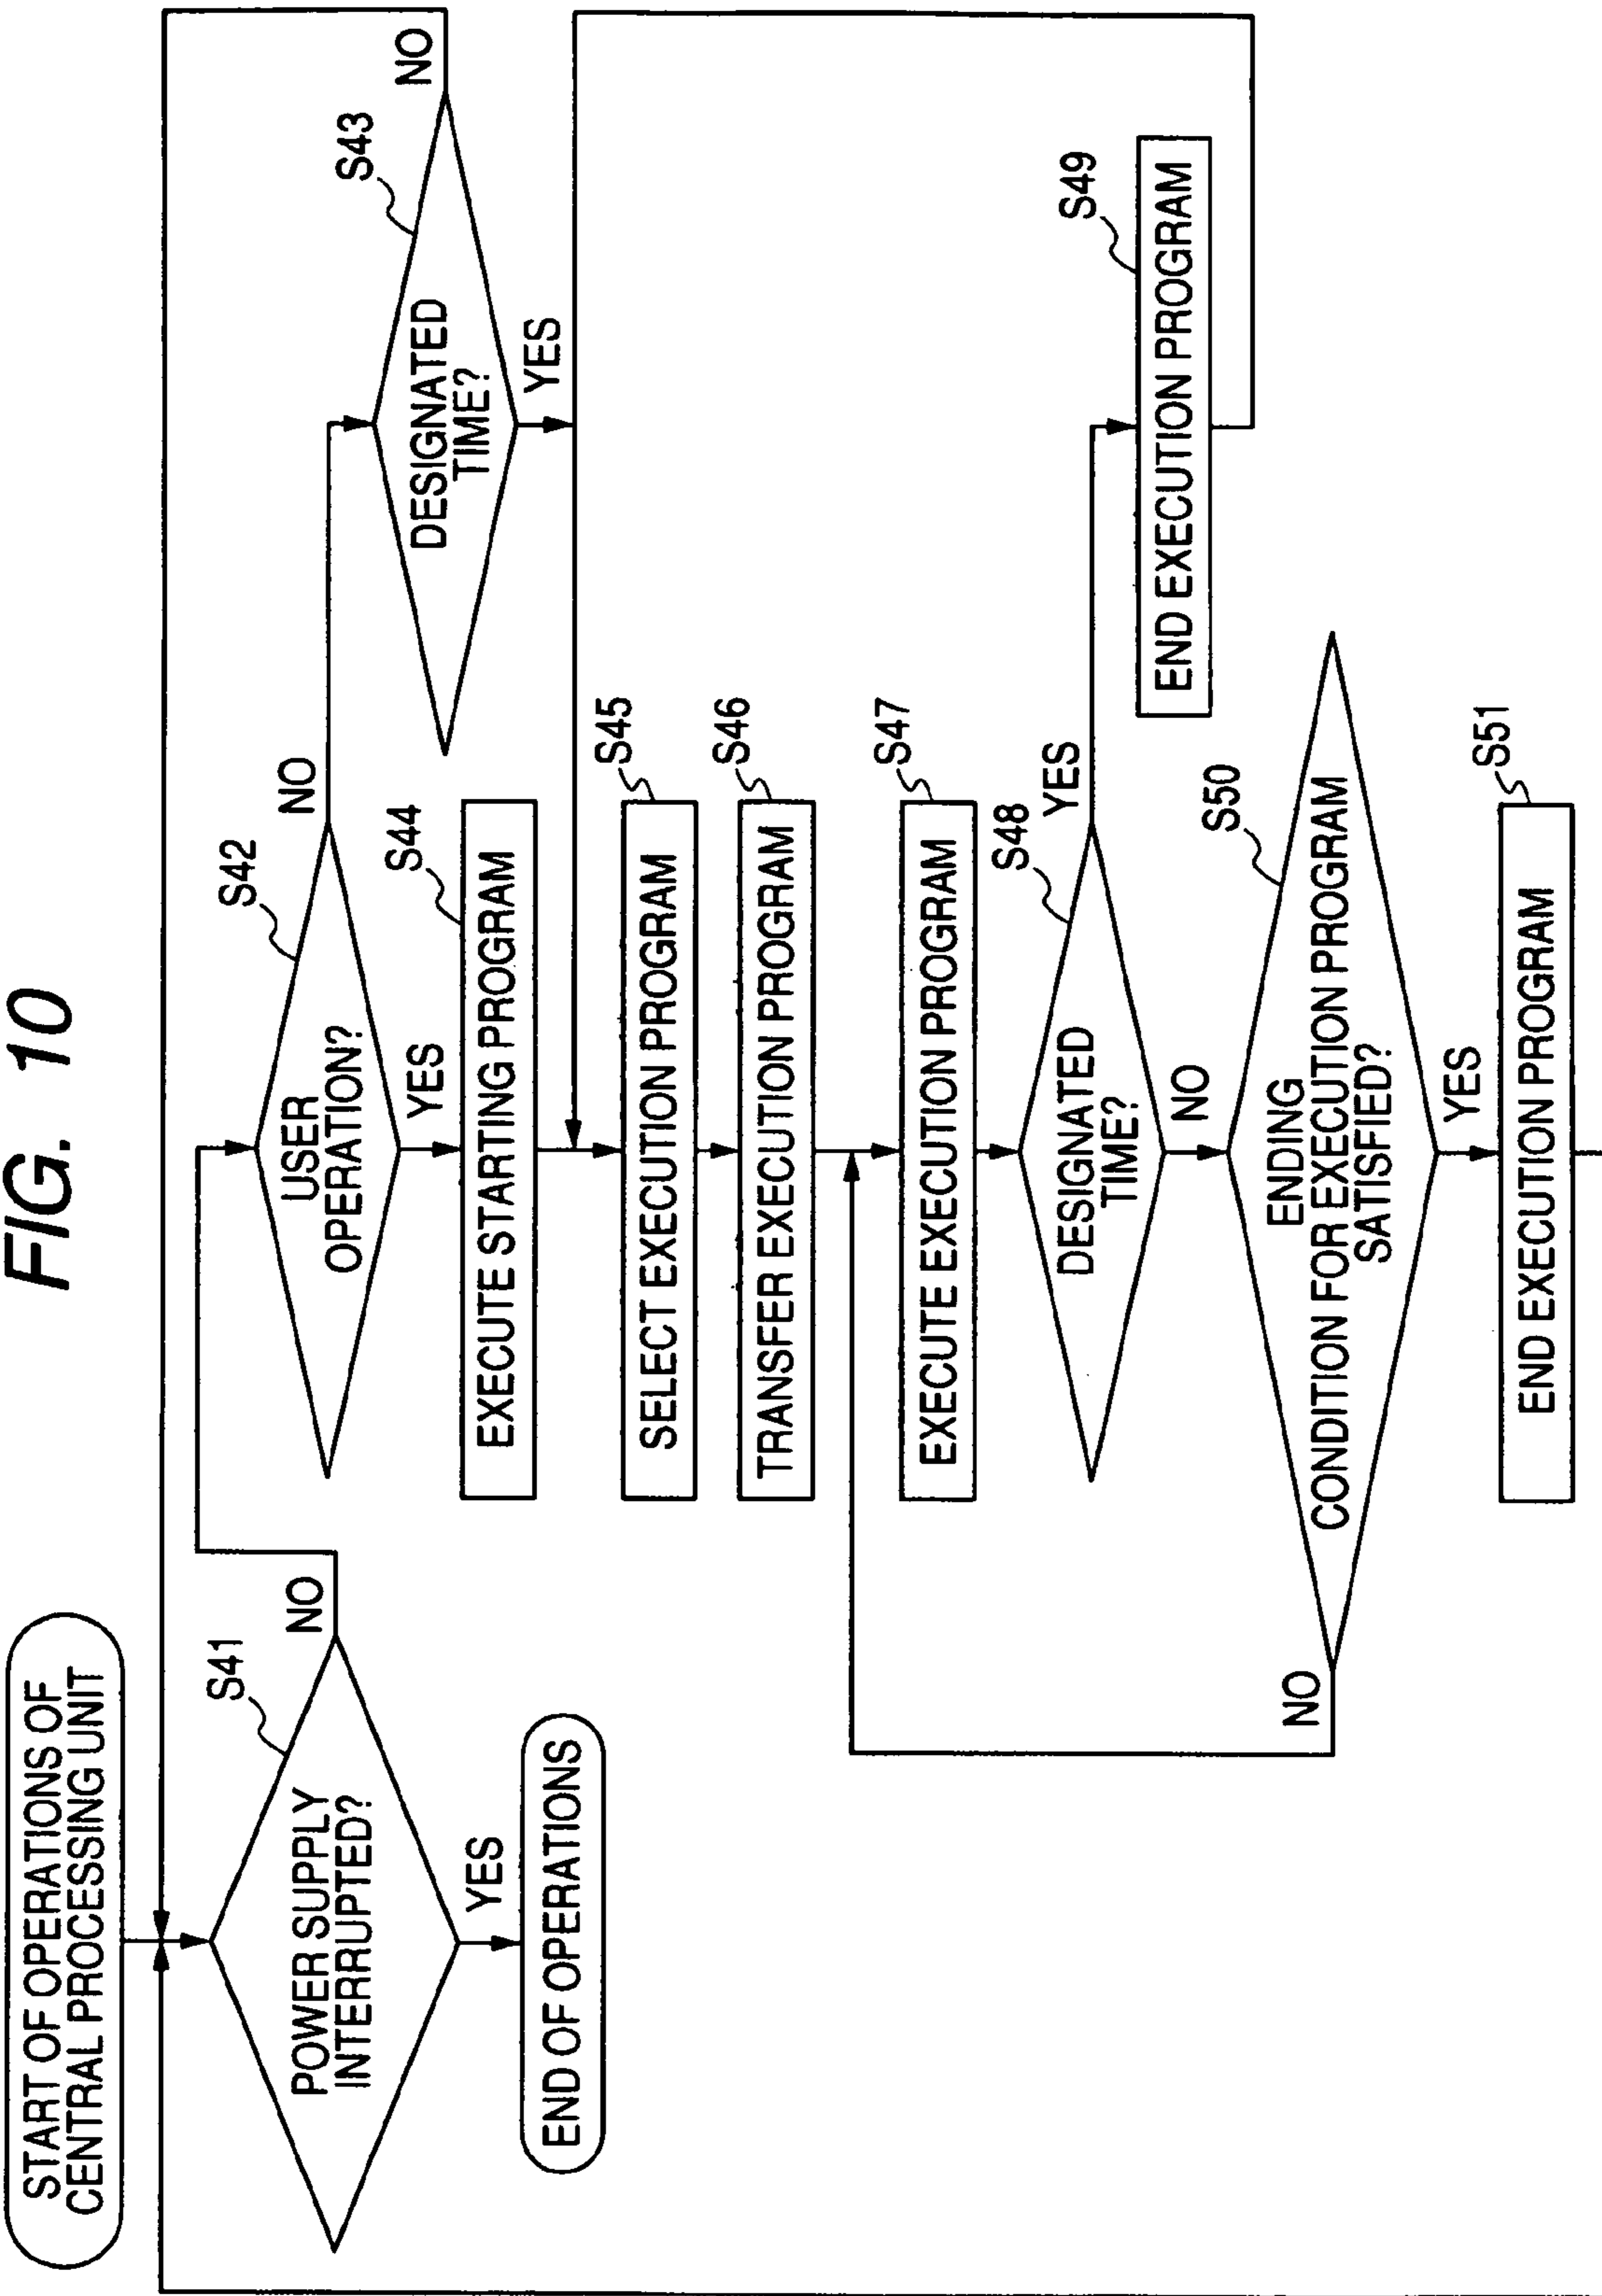 FIG. 10
START OF OPERATIONS OF
CENTRAL PROCESSING UNIT
S41
POWER SUPPLY
INTERRUPTED?
NO
YES
END OF OPERATIONS
S42
USER
OPERATION?
NO
YES
S43
DESIGNATED
TIME?
NO
YES
S44
EXECUTE STARTING PROGRAM
S45
SELECT EXECUTION PROGRAM
S46
TRANSFER EXECUTION PROGRAM
S47
EXECUTE EXECUTION PROGRAM
S48
DESIGNATED
TIME?
YES
NO
S49
END EXECUTION PROGRAM
S50
ENDING
CONDITION FOR EXECUTION PROGRAM
SATISFIED?
NO
YES
S51
END EXECUTION PROGRAM